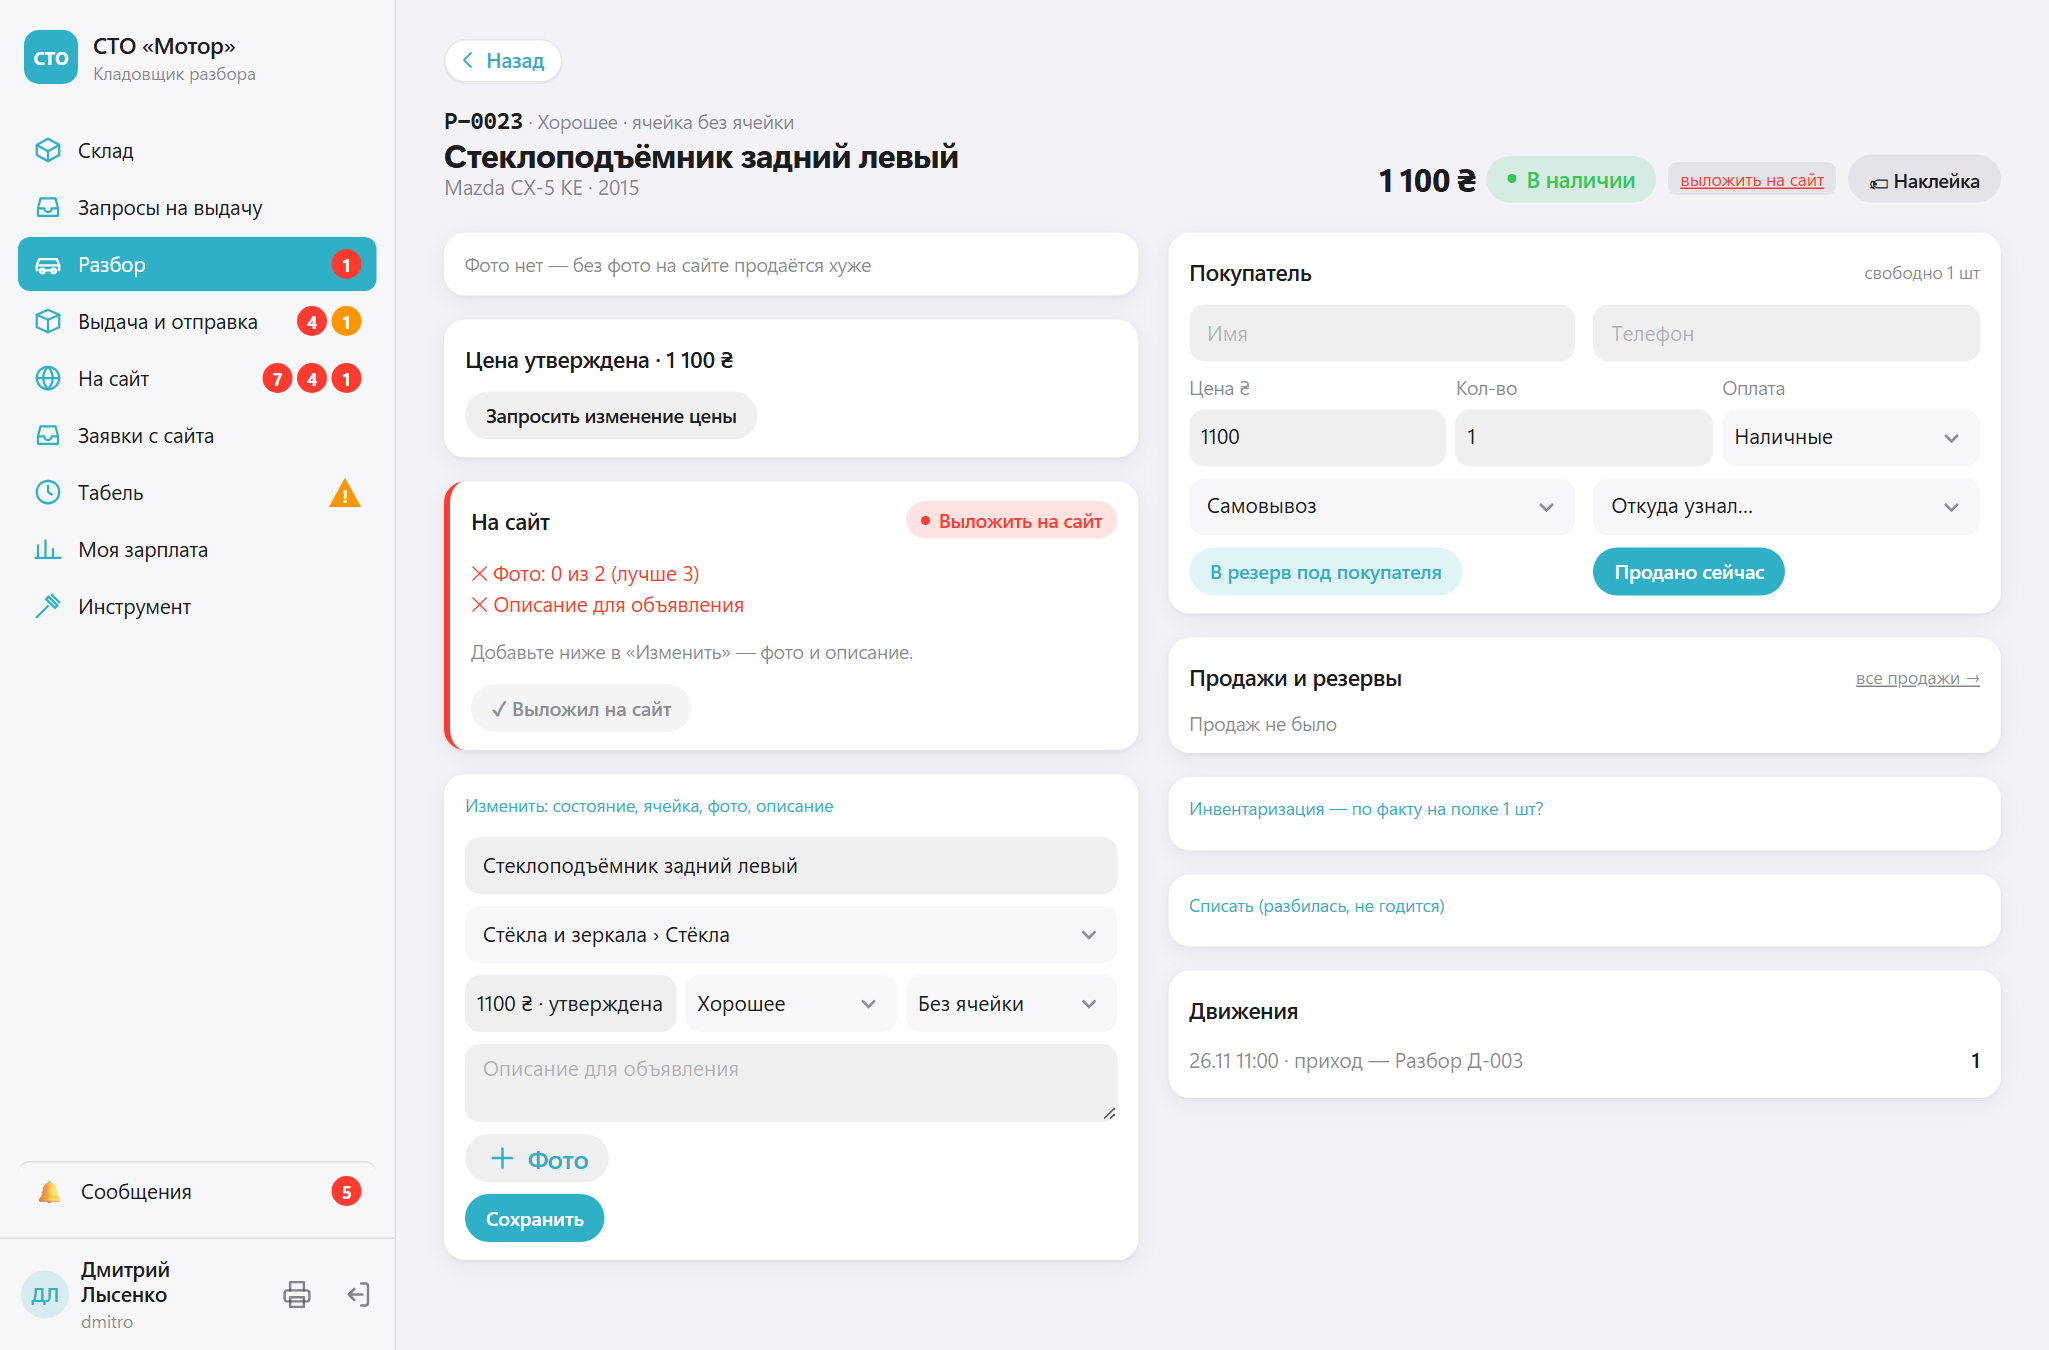 СТО
СТО «Мотор»
Кладовщик разбора
Склад
Запросы на выдачу
Разбор 1
Выдача и отправка 4 1
На сайт 7 4 1
Заявки с сайта
Табель
Моя зарплата
Инструмент
Сообщения 5
ДЛ
Дмитрий
Лысенко
dmitro
Назад
P-0023 · Хорошее · ячейка без ячейки
Стеклоподъёмник задний левый
Mazda CX-5 KE · 2015
1 100 ₴
В наличии
выложить на сайт
Наклейка
Фото нет — без фото на сайте продаётся хуже
Цена утверждена · 1 100 ₴
Запросить изменение цены
На сайт
Выложить на сайт
Фото: 0 из 2 (лучше 3)
Описание для объявления
Добавьте ниже в «Изменить» — фото и описание.
✓ Выложил на сайт
Изменить: состояние, ячейка, фото, описание
Стеклоподъёмник задний левый
Стёкла и зеркала › Стёкла
1100 ₴ · утверждена
Хорошее
Без ячейки
Описание для объявления
Фото
Сохранить
Покупатель
свободно 1 шт
Имя
Телефон
Цена ₴
Кол-во
Оплата
1100
1
Наличные
Самовывоз
Откуда узнал...
В резерв под покупателя
Продано сейчас
Продажи и резервы
все продажи →
Продаж не было
Инвентаризация — по факту на полке 1 шт?
Списать (разбилась, не годится)
Движения
26.11 11:00 · приход — Разбор Д-003
1